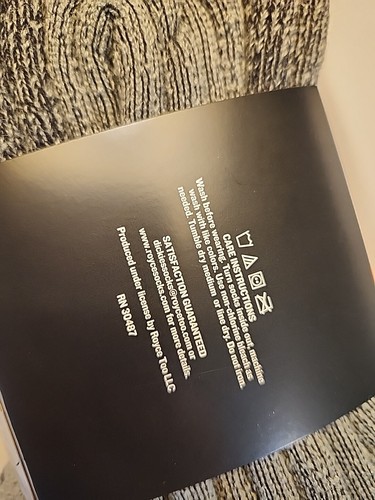 CARE INSTRUCTIONS
Wash before wearing. Turn socks inside out, machine
wash with like colors. Use non-chlorine bleach as
needed. Tumble dry medium or line dry. Do not iron.
SATISFACTION GUARANTEED
dickiessocks@roycetoo.com or
www.roycesocks.com for more details.
Produced under license by Royce Too LLC
RN 30487